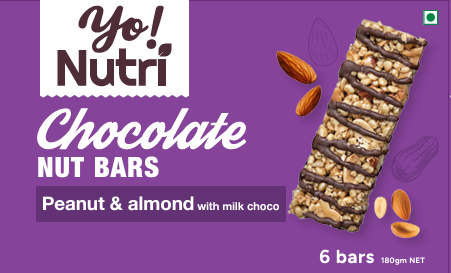 Yo!
Nutri
Chocolate
NUT BARS
Peanut & almond with milk choco
6 bars 180gm NET